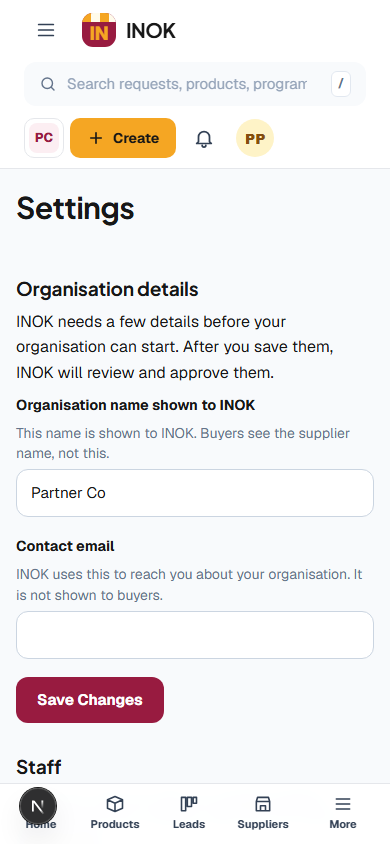 IN INOK
Search requests, products, program
/
PC
Create
PP
Settings
Organisation details
INOK needs a few details before your
organisation can start. After you save them,
INOK will review and approve them.
Organisation name shown to INOK
This name is shown to INOK. Buyers see the supplier
name, not this.
Partner Co
Contact email
INOK uses this to reach you about your organisation. It
is not shown to buyers.
Save Changes
Staff
N
Home Products Leads Suppliers More